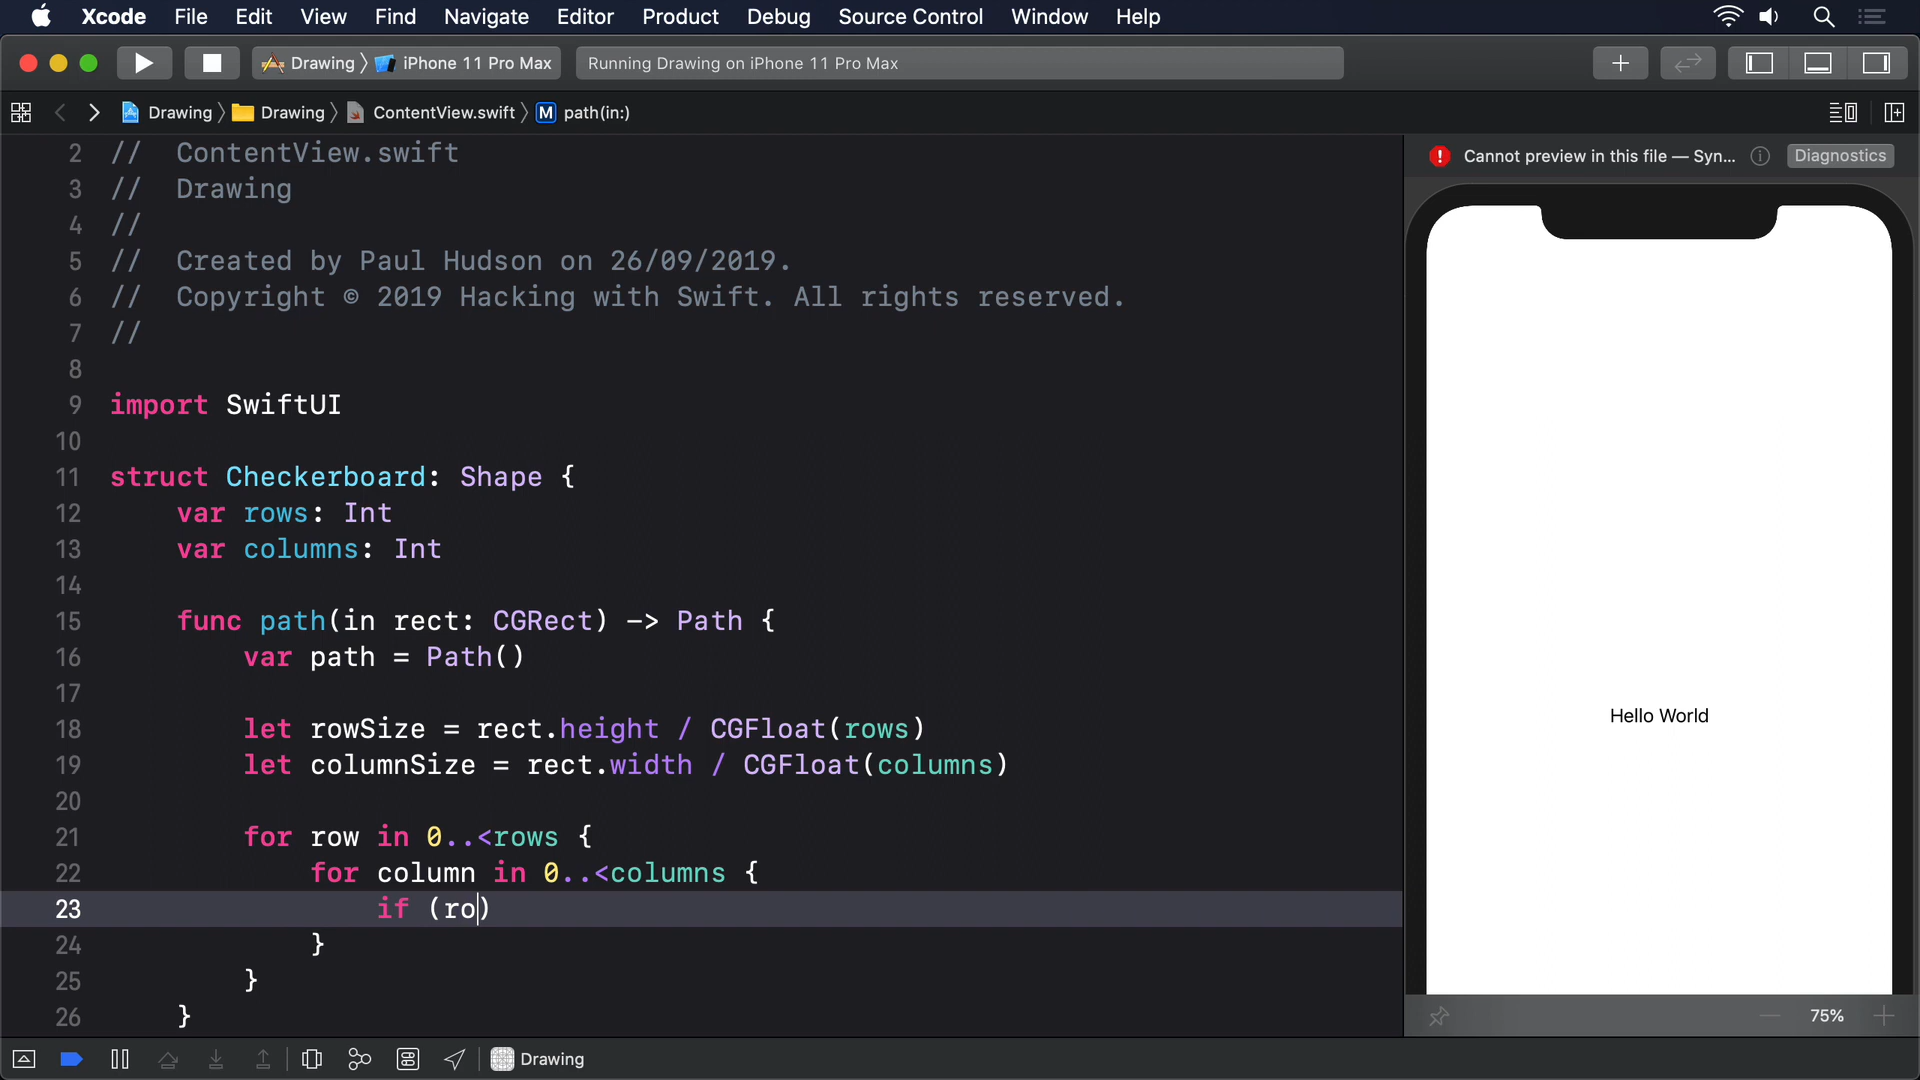 Xcode File Edit View Find Navigate Editor Product Debug Source Control Window Help
Drawing iPhone 11 Pro Max Running Drawing on iPhone 11 Pro Max
Drawing Drawing ContentView.swift M path(in:)
Cannot preview in this file — Syn... Diagnostics
2 //  ContentView.swift
3 //  Drawing
4 //
5 //  Created by Paul Hudson on 26/09/2019.
6 //  Copyright © 2019 Hacking with Swift. All rights reserved.
7 //
8
9 import SwiftUI
10
11 struct Checkerboard: Shape {
12     var rows: Int
13     var columns: Int
14
15     func path(in rect: CGRect) -> Path {
16         var path = Path()
17
18         let rowSize = rect.height / CGFloat(rows)
19         let columnSize = rect.width / CGFloat(columns)
20
21         for row in 0..<rows {
22             for column in 0..<columns {
23                 if (ro)
24             }
25         }
26     }
Hello World
75%
Drawing